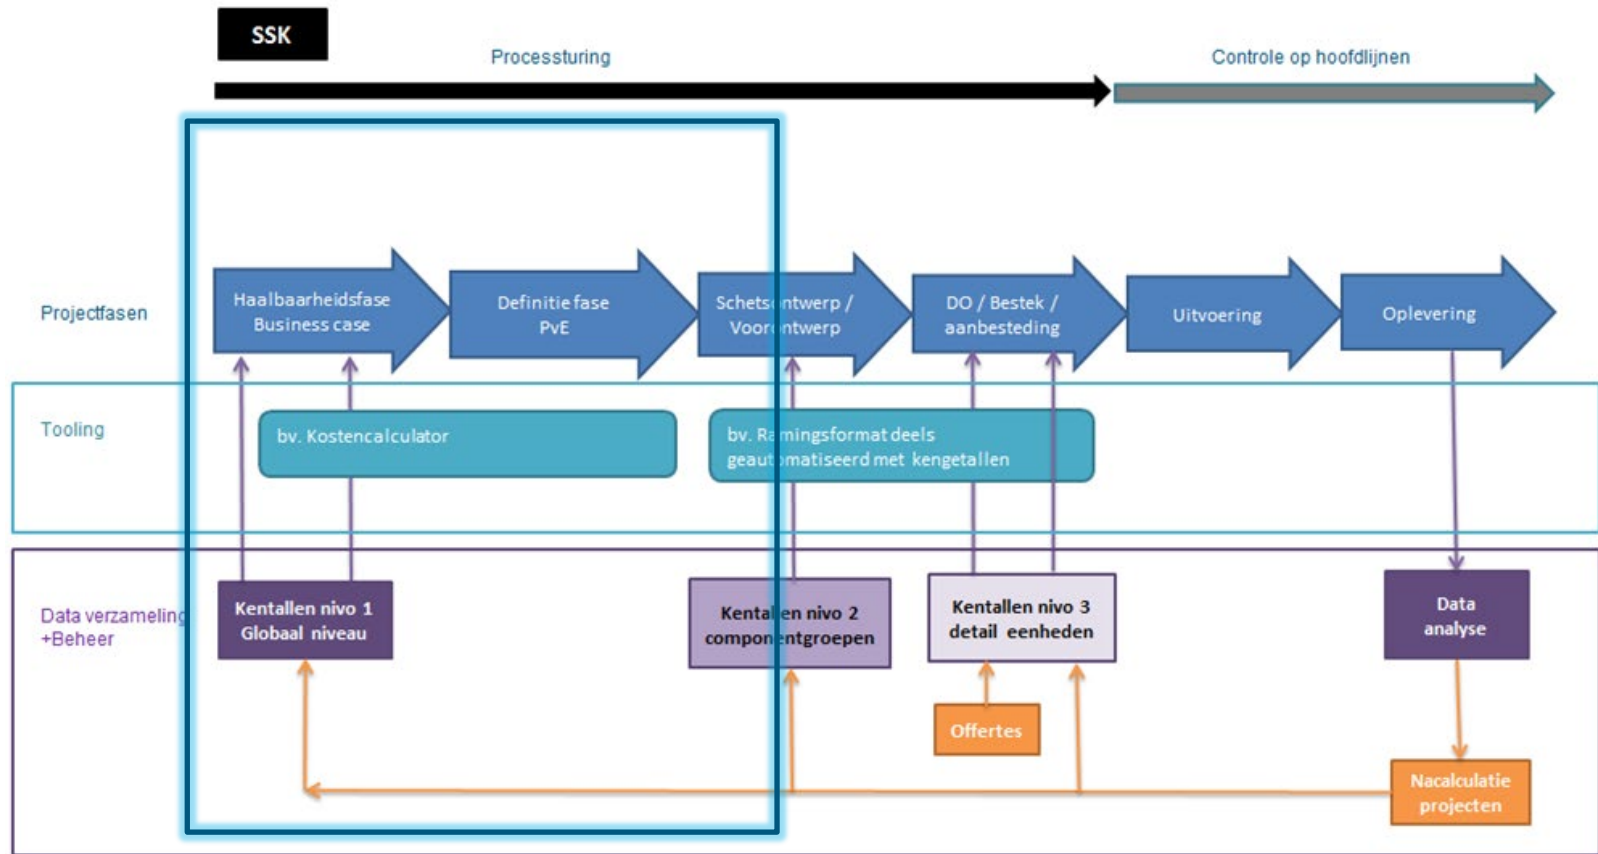 SSK
Processturing
Controle op hoofdlijnen
Projectfasen
Haalbaarheidsfase
Business case
Definitie fase
PvE
Schetsontwerp /
Voorontwerp
DO / Bestek /
aanbesteding
Uitvoering
Oplevering
Tooling
bv. Kostencalculator
bv. Ramingsformat deels
geautomatiseerd met kengetallen
Data verzameling
+Beheer
Kentallen nivo 1
Globaal niveau
Kentallen nivo 2
componentgroepen
Kentallen nivo 3
detail eenheden
Data
analyse
Offertes
Nacalculatie
projecten